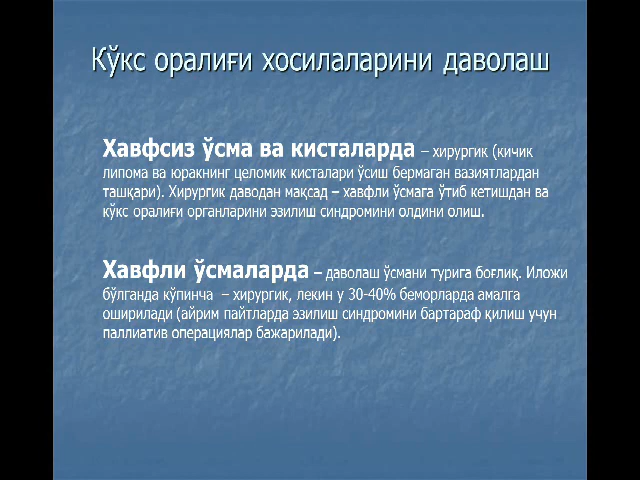 Кўкс оралиғи хосилаларини даволаш
Хавфсиз ўсма ва кисталарда – хирургик (кичик
липома ва юракнинг целомик кисталари ўсиш бермаган вазиятлардан
ташқари). Хирургик даводан мақсад – хавфли ўсмага ўтиб кетишдан ва
кўкс оралиғи органларини эзилиш синдромини олдини олиш.
Хавфли ўсмаларда – даволаш ўсмани турига боғлиқ. Иложи
бўлганда кўпинча – хирургик, лекин у 30-40% беморларда амалга
оширилади (айрим пайтларда эзилиш синдромини бартараф қилиш учун
паллиатив операциялар бажарилади).